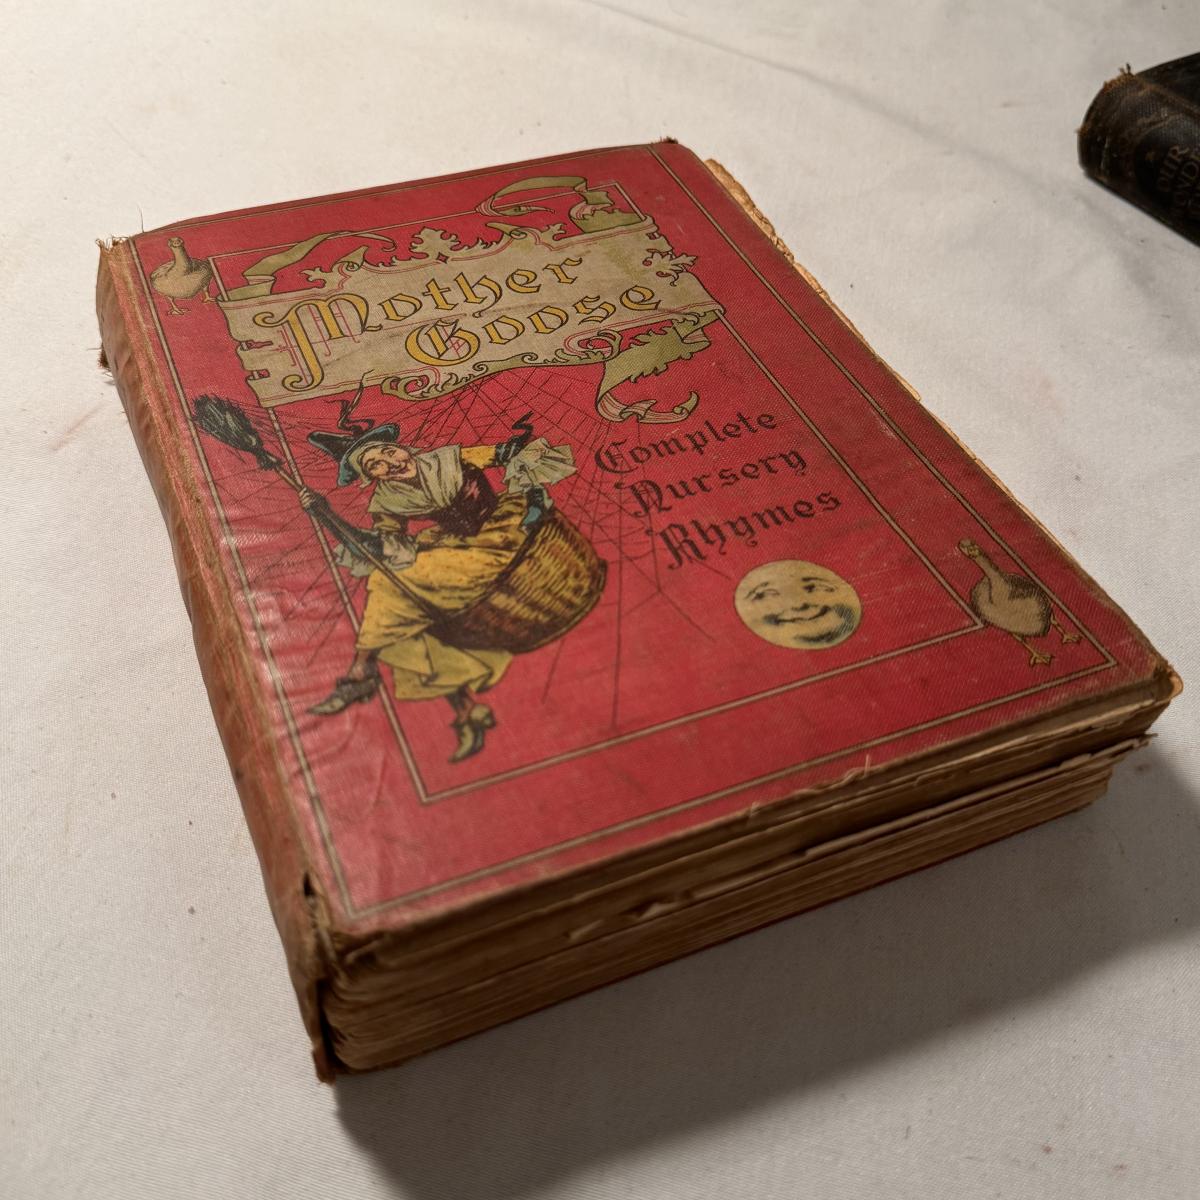 Mother
Goose
Complete
Nursery
Rhymes